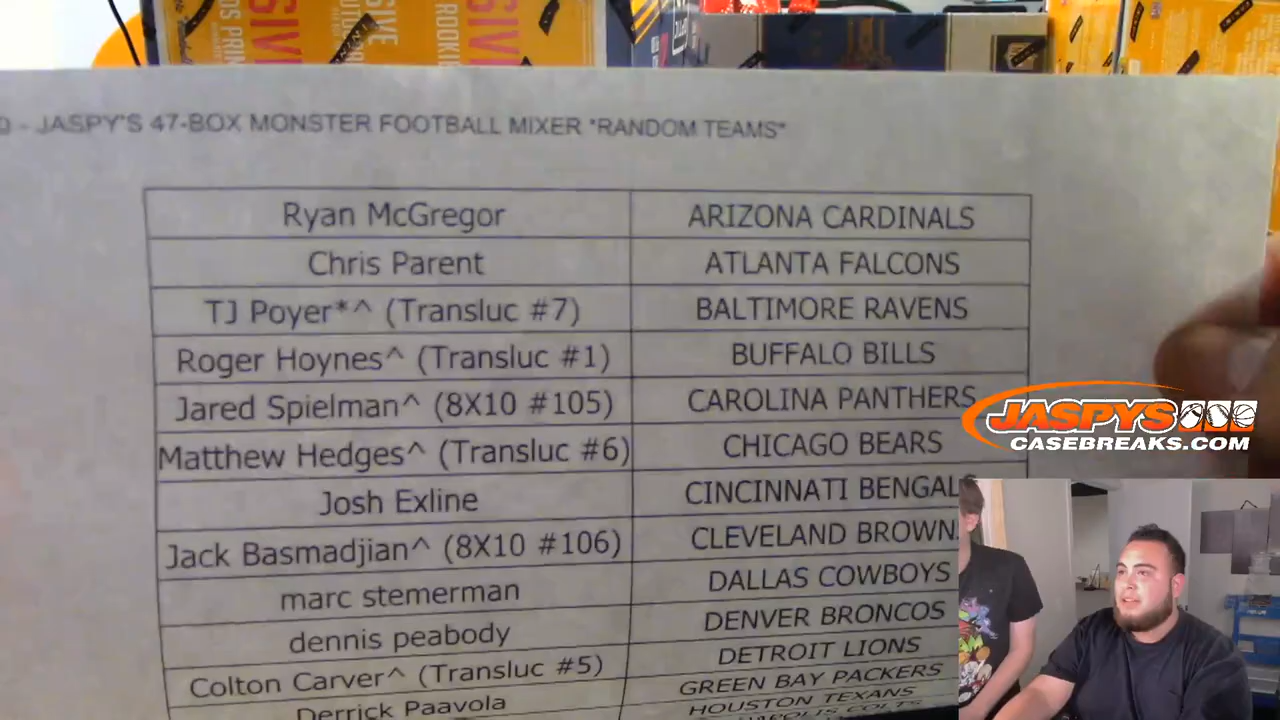 - JASPY'S 47-BOX MONSTER FOOTBALL MIXER *RANDOM TEAMS*
Ryan McGregor ARIZONA CARDINALS
Chris Parent ATLANTA FALCONS
TJ Poyer*^ (Transluc #7) BALTIMORE RAVENS
Roger Hoynes^ (Transluc #1) BUFFALO BILLS
Jared Spielman^ (8X10 #105) CAROLINA PANTHERS
Matthew Hedges^ (Transluc #6) CHICAGO BEARS
Josh Exline CINCINNATI BENGALS
Jack Basmadjian^ (8X10 #106) CLEVELAND BROWN
marc stemerman DALLAS COWBOYS
dennis peabody DENVER BRONCOS
Colton Carver^ (Transluc #5) DETROIT LIONS
Derrick Paavola GREEN BAY PACKERS
HOUSTON TEXANS
JASPYS
CASEBREAKS.COM